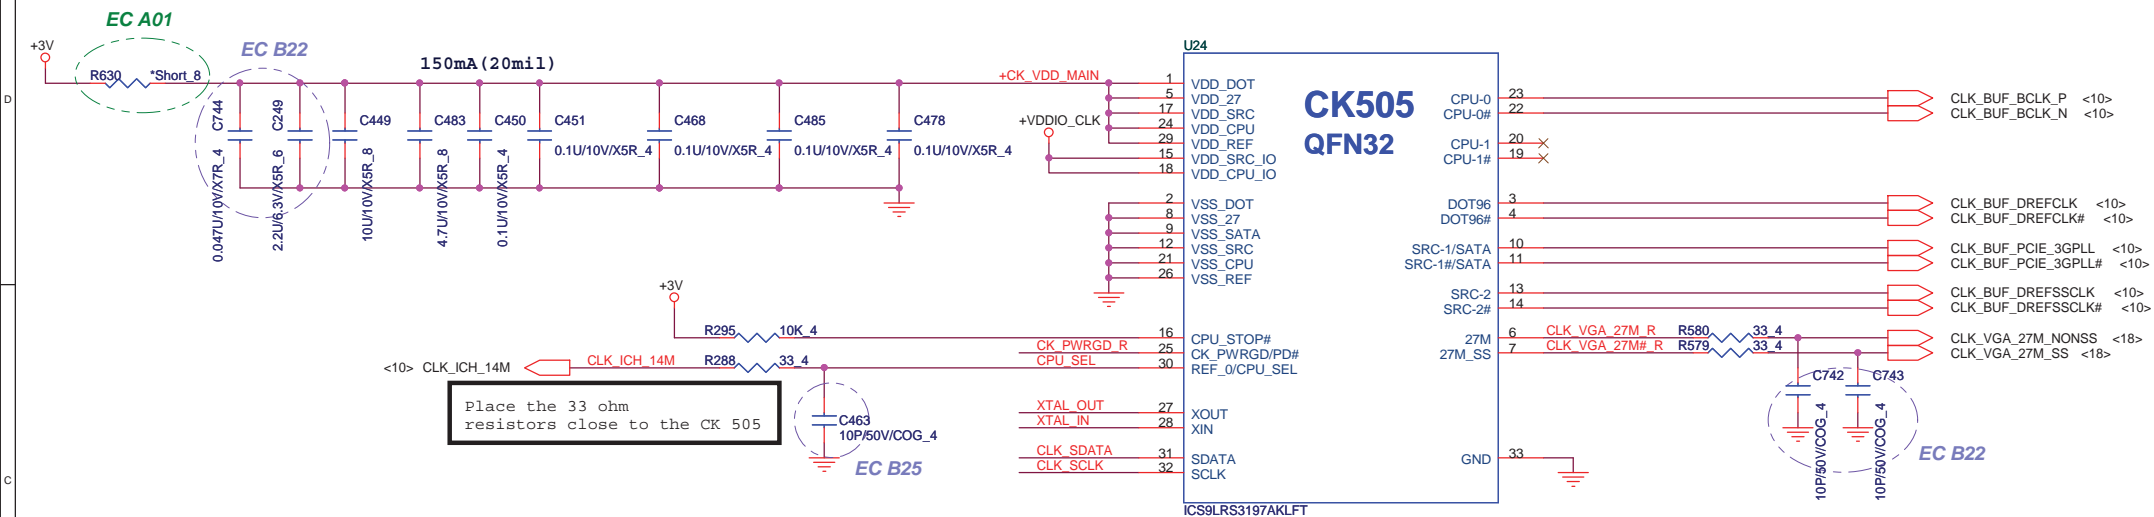 EC A01
+3V
R630
*Short_8
EC B22
150mA(20mil)
+CK_VDD_MAIN
+VDDIO_CLK
C744
0.047U/10V/X7R_4
C249
2.2U/6.3V/X5R_6
C449
10U/10V/X5R_8
C483
4.7U/10V/X5R_8
C450
0.1U/10V/X5R_4
C451
0.1U/10V/X5R_4
C468
0.1U/10V/X5R_4
C485
0.1U/10V/X5R_4
C478
0.1U/10V/X5R_4
D
C
U24
CK505
QFN32
1 VDD_DOT
5 VDD_27
17 VDD_SRC
24 VDD_CPU
29 VDD_REF
15 VDD_SRC_IO
18 VDD_CPU_IO
2 VSS_DOT
8 VSS_27
9 VSS_SATA
12 VSS_SRC
21 VSS_CPU
26 VSS_REF
16 CPU_STOP#
25 CK_PWRGD/PD#
30 REF_0/CPU_SEL
27 XOUT
28 XIN
31 SDATA
32 SCLK
CPU-0 23
CPU-0# 22
CPU-1 20
CPU-1# 19
DOT96 3
DOT96# 4
SRC-1/SATA 10
SRC-1#/SATA 11
SRC-2 13
SRC-2# 14
27M 6
27M_SS 7
GND 33
ICS9LRS3197AKLFT
+3V
R295 10K_4
CK_PWRGD_R
<10> CLK_ICH_14M
CLK_ICH_14M
R288 33_4
CPU_SEL
Place the 33 ohm
resistors close to the CK 505
C463
10P/50V/COG_4
EC B25
XTAL_OUT
XTAL_IN
CLK_SDATA
CLK_SCLK
CLK_BUF_BCLK_P <10>
CLK_BUF_BCLK_N <10>
CLK_BUF_DREFCLK <10>
CLK_BUF_DREFCLK# <10>
CLK_BUF_PCIE_3GPLL <10>
CLK_BUF_PCIE_3GPLL# <10>
CLK_BUF_DREFSSCLK <10>
CLK_BUF_DREFSSCLK# <10>
CLK_VGA_27M_R R580 33_4 CLK_VGA_27M_NONSS <18>
CLK_VGA_27M#_R R579 33_4 CLK_VGA_27M_SS <18>
C742
10P/50V/COG_4
C743
10P/50V/COG_4
EC B22